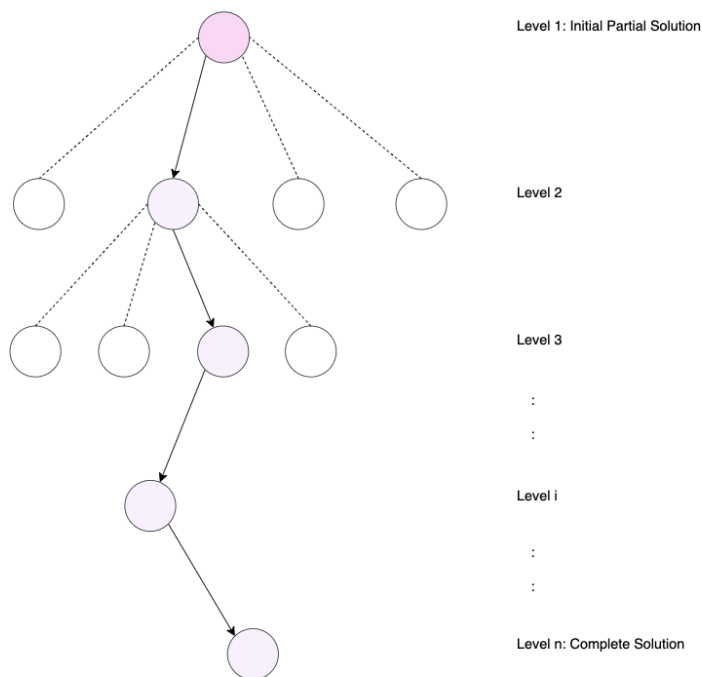 Level 1: Initial Partial Solution
Level 2
Level 3
:
:
Level i
:
:
Level n: Complete Solution